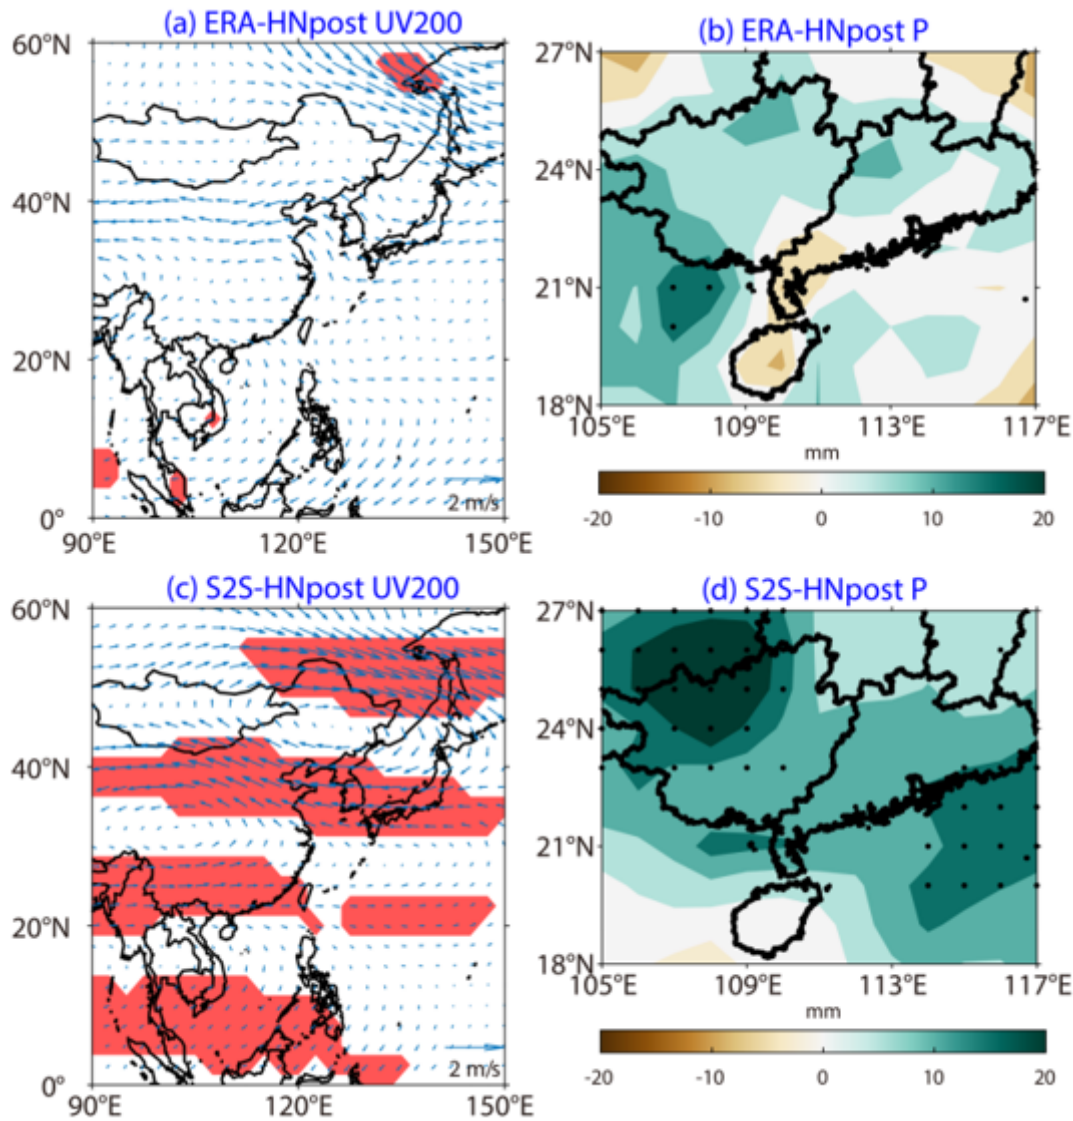 (a) ERA-HNpost UV200
60°N
40°N
20°N
0°
90°E 120°E 150°E
2 m/s
(b) ERA-HNpost P
27°N
24°N
21°N
18°N
105°E 109°E 113°E 117°E
mm
-20 -10 0 10 20
(c) S2S-HNpost UV200
60°N
40°N
20°N
0°
90°E 120°E 150°E
2 m/s
(d) S2S-HNpost P
27°N
24°N
21°N
18°N
105°E 109°E 113°E 117°E
mm
-20 -10 0 10 20